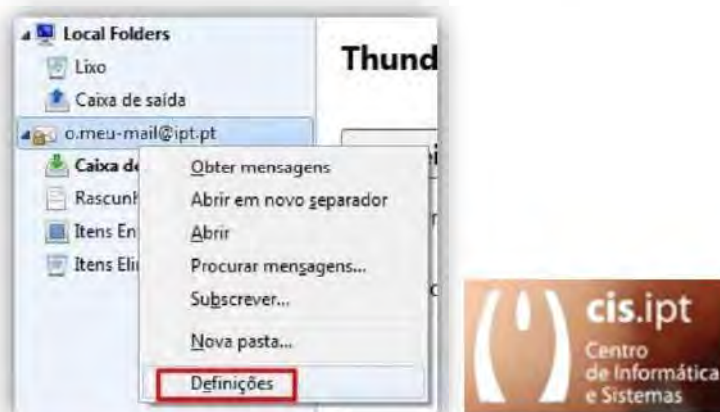 Local Folders
Lixo
Caixa de saída
o.meu-mail@ipt.pt
Caixa de
Rascunh
Itens En
Itens Eli
Thund
Obter mensagens
Abrir em novo separador
Abrir
Procurar mensagens...
Subscrever...
Nova pasta...
Definições
cis.ipt
Centro
de Informática
e Sistemas